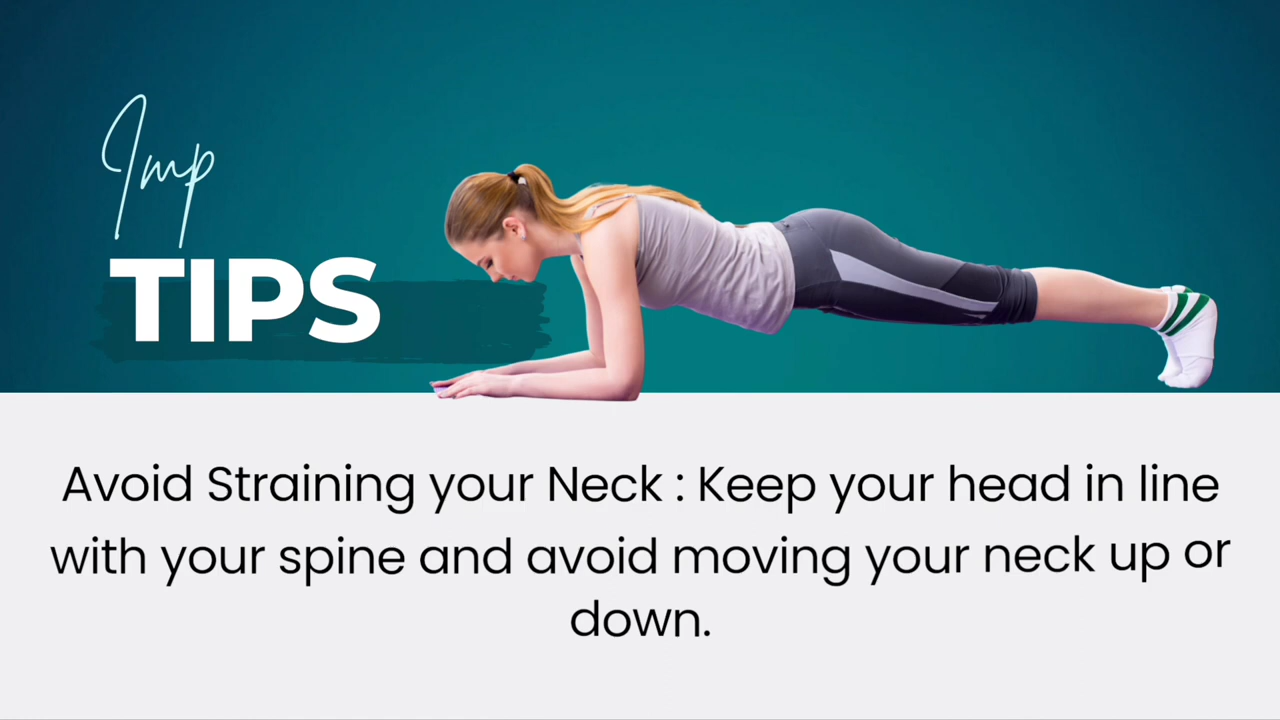 Imp
TIPS
Avoid Straining your Neck : Keep your head in line
with your spine and avoid moving your neck up or
down.